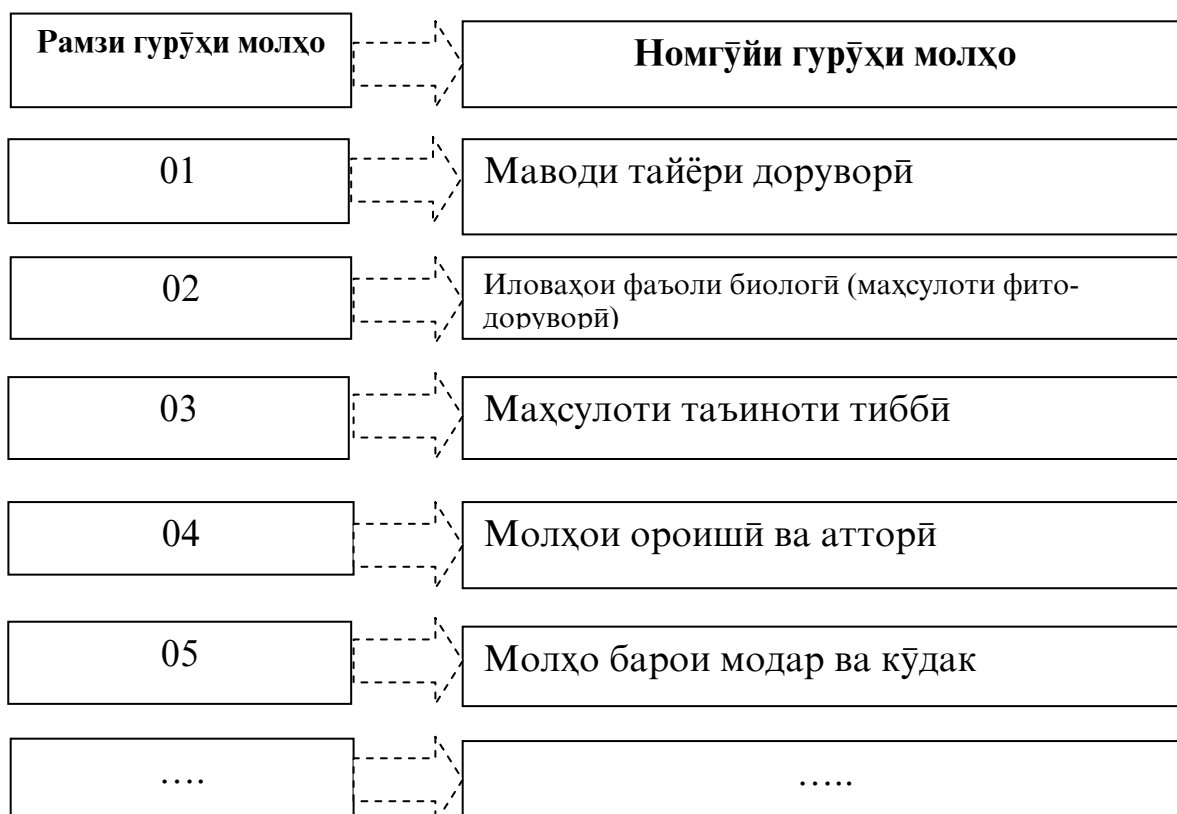 Рамзи гурӯҳи молҳо
Номгӯйи гурӯҳи молҳо
01
Маводи тайёри доруворӣ
02
Иловаҳои фаъоли биологӣ (маҳсулоти фито-
доруворӣ)
03
Маҳсулоти таъиноти тиббӣ
04
Молҳои ороишӣ ва атторӣ
05
Молҳо барои модар ва кӯдак
….
…..